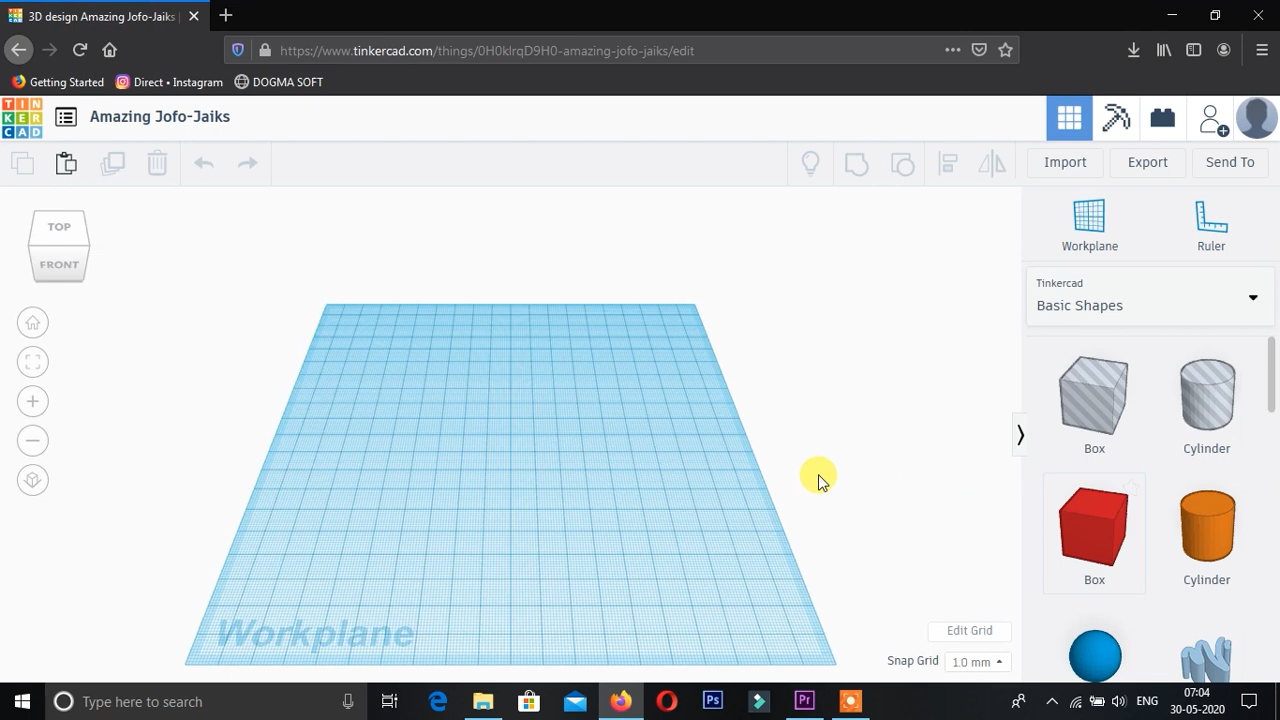 3D design Amazing Jofo-Jaiks
https://www.tinkercad.com/things/0H0klrqD9H0-amazing-jofo-jaiks/edit
Getting Started
Direct • Instagram
DOGMA SOFT
TIN
KER
CAD
Amazing Jofo-Jaiks
Import
Export
Send To
TOP
FRONT
Workplane
Ruler
Tinkercad
Basic Shapes
Box
Cylinder
Box
Cylinder
Workplane
Edit Grid
Snap Grid
1.0 mm
Type here to search
Ps
Pr
ENG
07:04
30-05-2020